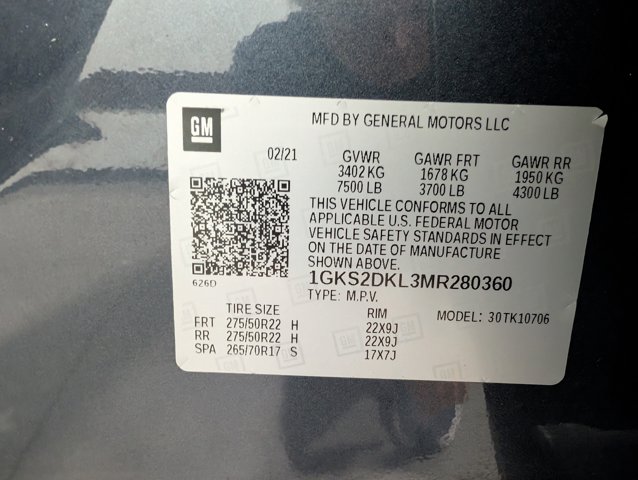 GM
MFD BY GENERAL MOTORS LLC
02/21 GVWR GAWR FRT GAWR RR
3402 KG 1678 KG 1950 KG
7500 LB 3700 LB 4300 LB
THIS VEHICLE CONFORMS TO ALL
APPLICABLE U.S. FEDERAL MOTOR
VEHICLE SAFETY STANDARDS IN EFFECT
ON THE DATE OF MANUFACTURE
SHOWN ABOVE.
626D
1GKS2DKL3MR280360
TYPE: M.P.V.
TIRE SIZE RIM MODEL: 30TK10706
FRT 275/50R22 H 22X9J
RR 275/50R22 H 22X9J
SPA 265/70R17 S 17X7J